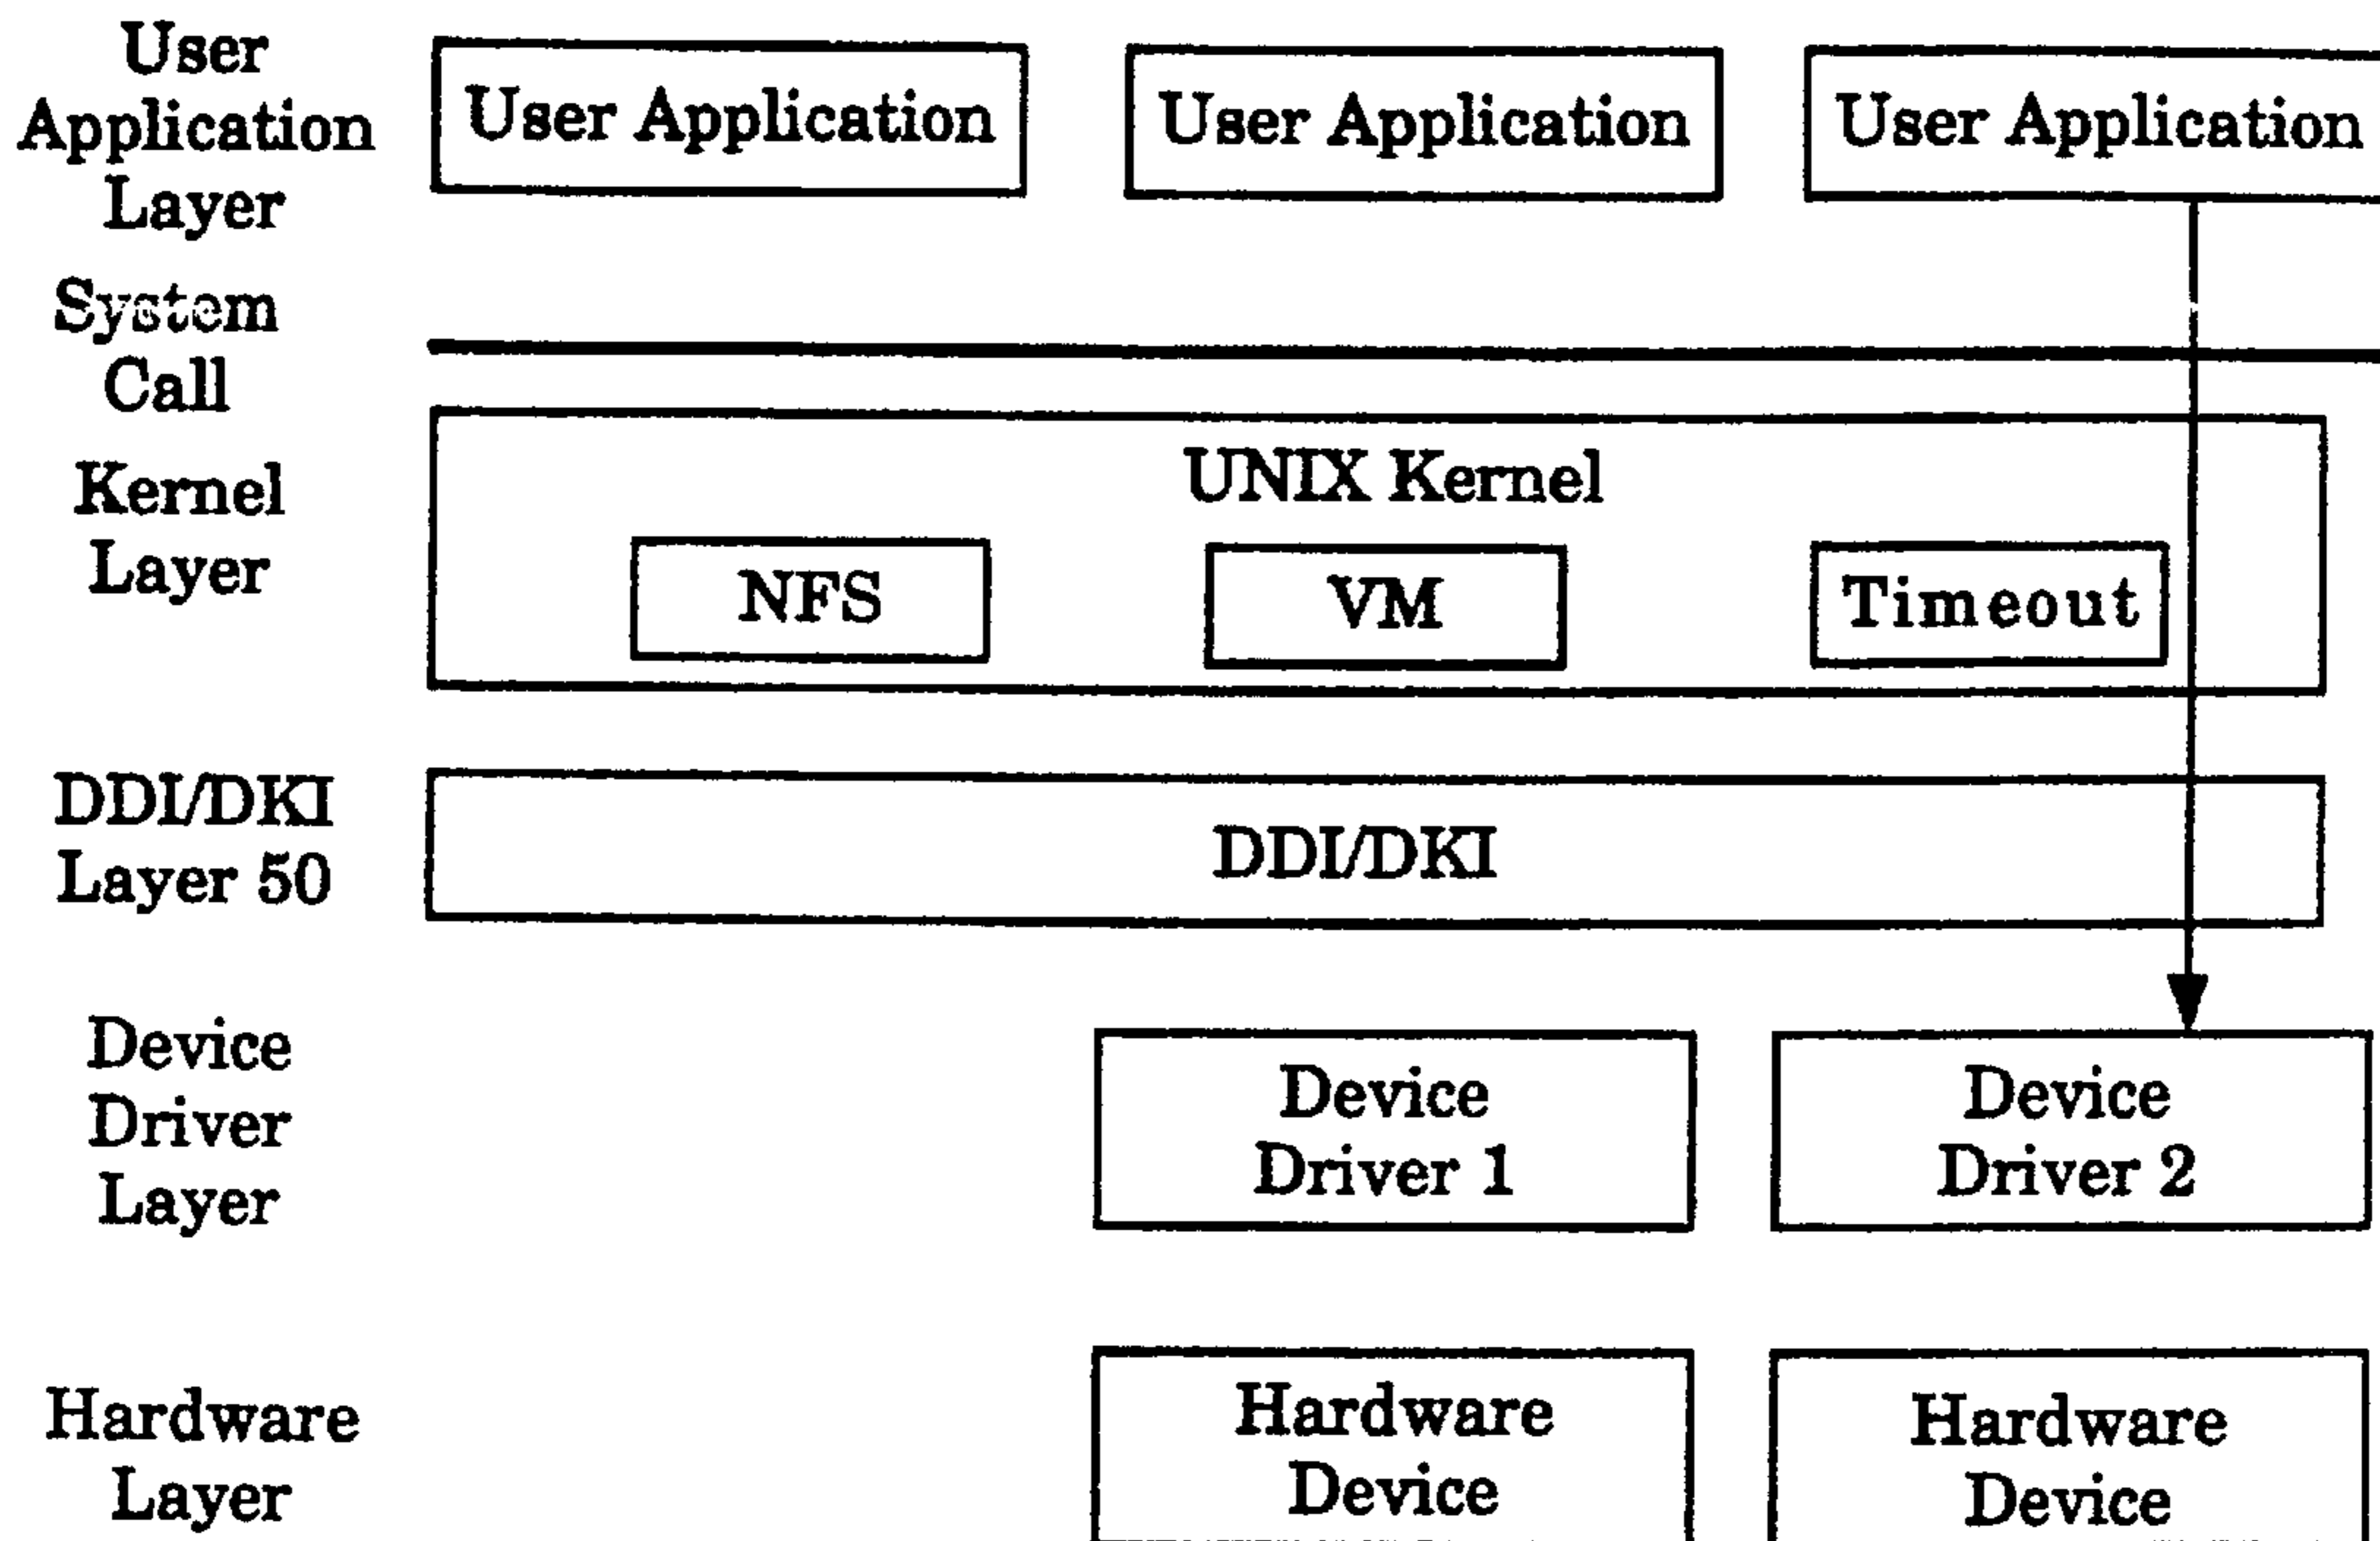 User
Application
Layer
User Application
User Application
User Application
System
Call
Kernel
Layer
UNIX Kernel
NFS
VM
Timeout
DDI/DKI
Layer 50
DDI/DKI
Device
Driver
Layer
Device
Driver 1
Device
Driver 2
Hardware
Layer
Hardware
Device
Hardware
Device